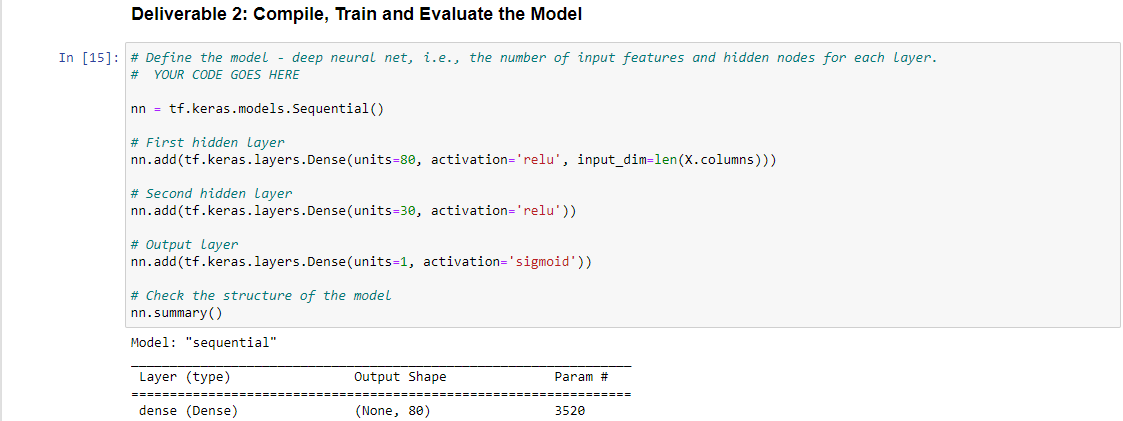 Deliverable 2: Compile, Train and Evaluate the Model
In [15]: # Define the model - deep neural net, i.e., the number of input features and hidden nodes for each layer.
# YOUR CODE GOES HERE
nn = tf.keras.models.Sequential()
# First hidden layer
nn.add(tf.keras.layers.Dense(units=80, activation='relu', input_dim=len(X.columns)))
# Second hidden layer
nn.add(tf.keras.layers.Dense(units=30, activation='relu'))
# Output layer
nn.add(tf.keras.layers.Dense(units=1, activation='sigmoid'))
# Check the structure of the model
nn.summary()
Model: "sequential"
Layer (type) Output Shape Param #
=================================================================
dense (Dense) (None, 80) 3520